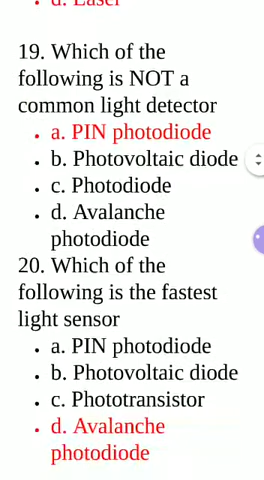 d. Laser
19. Which of the
following is NOT a
common light detector
• a. PIN photodiode
• b. Photovoltaic diode
• c. Photodiode
• d. Avalanche
photodiode
20. Which of the
following is the fastest
light sensor
• a. PIN photodiode
• b. Photovoltaic diode
• c. Phototransistor
• d. Avalanche
photodiode